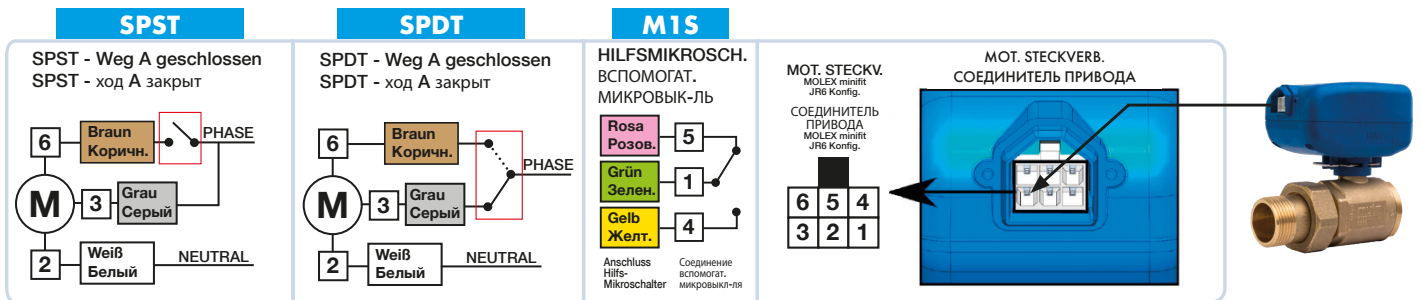 SPST
SPST - Weg A geschlossen
SPST - ход A закрыт
6
Braun
Коричн.
PHASE
M
3
Grau
Серый
2
Weiß
Белый
NEUTRAL
SPDT
SPDT - Weg A geschlossen
SPDT - ход A закрыт
6
Braun
Коричн.
PHASE
M
3
Grau
Серый
2
Weiß
Белый
NEUTRAL
M1S
HILFSMIKROSCH.
ВСПОМОГАТ.
МИКРОВЫК-ЛЬ
Rosa
Розов.
5
Grün
Зелен.
1
Gelb
Желт.
4
Anschluss
Hilfs-
Mikroschalter
Соединение
вспомогат.
микровыкл-ля
MOT. STECKV.
MOLEX minifit
JR6 Konfig.
СОЕДИНИТЕЛЬ
ПРИВОДА
MOLEX minifit
JR6 Konfig.
6 5 4
3 2 1
MOT. STECKVERB.
СОЕДИНИТЕЛЬ ПРИВОДА